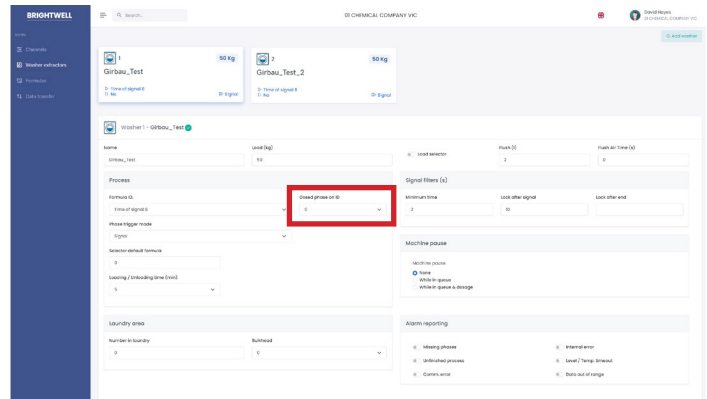 BRIGHTWELL
Search...
01 CHEMICAL COMPANY VIC
David Noyes
01 CHEMICAL COMPANY VIC
MENU
Channels
Washer extractors
Formulas
Data transfer
Add washer
1
50 Kg
Girbau_Test
Time of signal 6
No
Signal
2
50 Kg
Girbau_Test_2
Time of signal 6
No
Signal
Washer 1 - Girbau_Test
Name
Load (kg)
Load selector
Flush (l)
Flush Air Time (s)
Girbau_Test
50
2
0
Process
Signal filters (s)
Formula ID.
Dosed phase on ID
Minimum time
Lock after signal
Lock after end
Time of signal 6
0
2
10
Phase trigger mode
Signal
Machine pause
Selector default formula
0
Machine pause
None
While in queue
While in queue & dosage
Loading / Unloading time (min)
5
Laundry area
Alarm reporting
Number in laundry
Bulkhead
0
0
Missing phases
Internal error
Unfinished process
Level / Temp. timeout
Comm. error
Data out of range